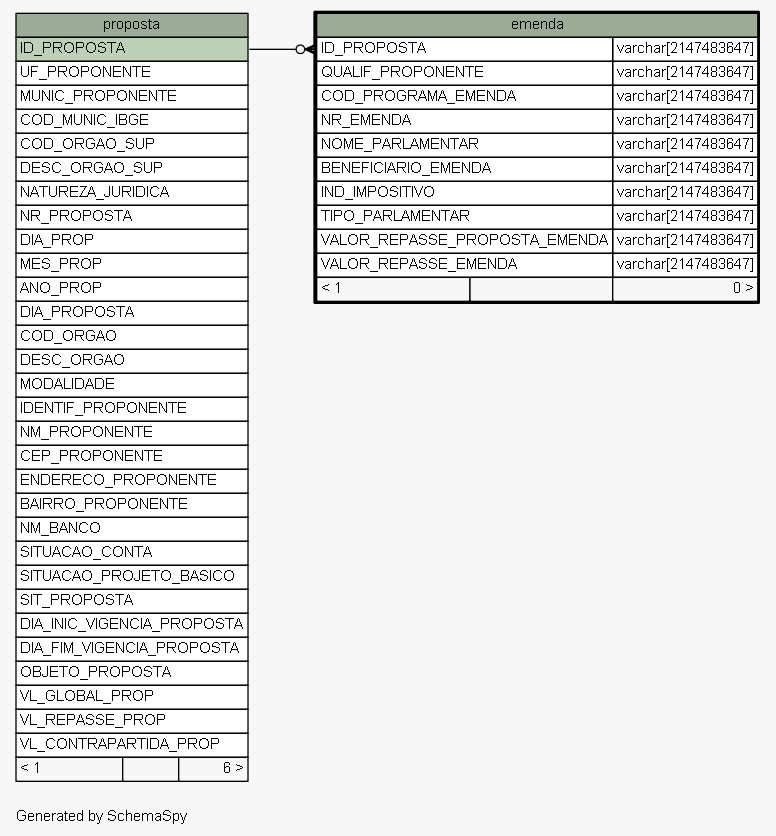 proposta
ID_PROPOSTA
UF_PROPONENTE
MUNIC_PROPONENTE
COD_MUNIC_IBGE
COD_ORGAO_SUP
DESC_ORGAO_SUP
NATUREZA_JURIDICA
NR_PROPOSTA
DIA_PROP
MES_PROP
ANO_PROP
DIA_PROPOSTA
COD_ORGAO
DESC_ORGAO
MODALIDADE
IDENTIF_PROPONENTE
NM_PROPONENTE
CEP_PROPONENTE
ENDERECO_PROPONENTE
BAIRRO_PROPONENTE
NM_BANCO
SITUACAO_CONTA
SITUACAO_PROJETO_BASICO
SIT_PROPOSTA
DIA_INIC_VIGENCIA_PROPOSTA
DIA_FIM_VIGENCIA_PROPOSTA
OBJETO_PROPOSTA
VL_GLOBAL_PROP
VL_REPASSE_PROP
VL_CONTRAPARTIDA_PROP
< 1 6 >
emenda
ID_PROPOSTA varchar[2147483647]
QUALIF_PROPONENTE varchar[2147483647]
COD_PROGRAMA_EMENDA varchar[2147483647]
NR_EMENDA varchar[2147483647]
NOME_PARLAMENTAR varchar[2147483647]
BENEFICIARIO_EMENDA varchar[2147483647]
IND_IMPOSITIVO varchar[2147483647]
TIPO_PARLAMENTAR varchar[2147483647]
VALOR_REPASSE_PROPOSTA_EMENDA varchar[2147483647]
VALOR_REPASSE_EMENDA varchar[2147483647]
< 1 0 >
Generated by SchemaSpy